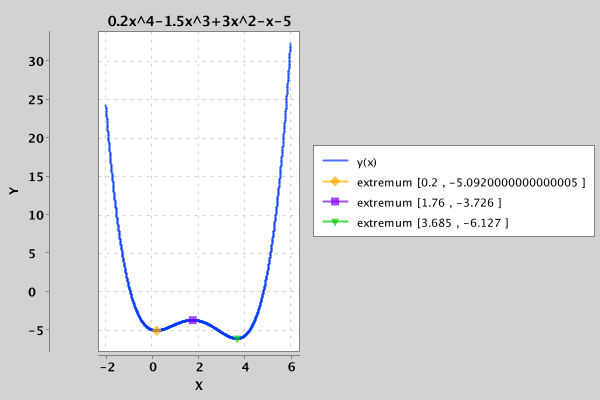 0.2x^4-1.5x^3+3x^2-x-5
30
25
20
15
10
5
0
-5
Y
-2 0 2 4 6
X
y(x)
extremum [0.2 , -5.0920000000000005 ]
extremum [1.76 , -3.726 ]
extremum [3.685 , -6.127 ]